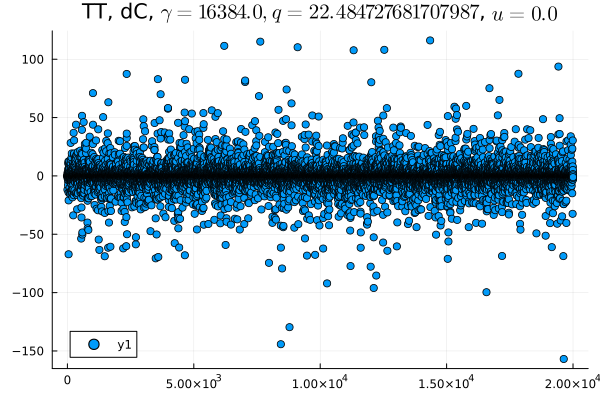 TT, dC, γ = 16384.0, q = 22.484727681707987, u = 0.0
100
50
0
−50
−100
−150
y1
0 5.00×10³ 1.00×10⁴ 1.50×10⁴ 2.00×10⁴